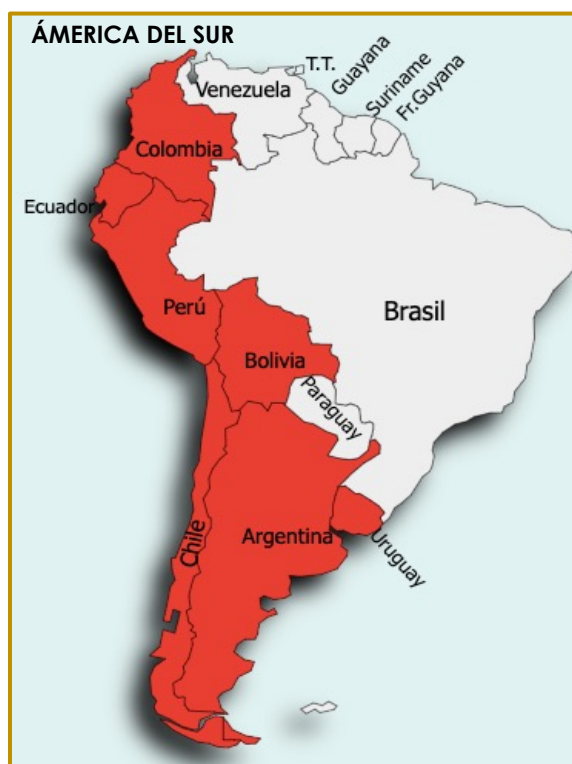 ÁMERICA DEL SUR
T.T.
Guayana
Suriname
Fr.Guyana
Venezuela
Colombia
Ecuador
Perú
Brasil
Bolivia
Paraguay
Chile
Argentina
Uruguay